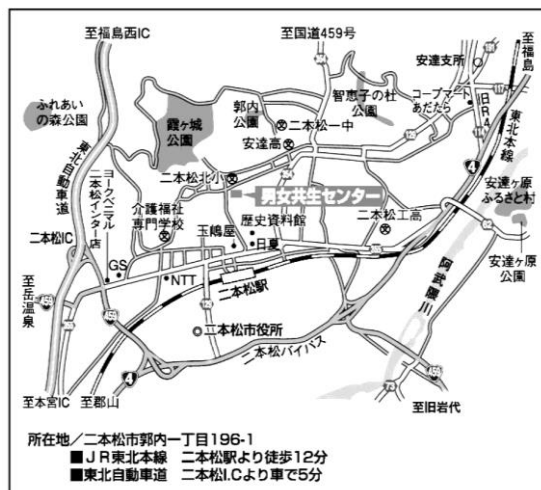 至福島西IC
至国道459号
至福島
安達支所
ふれあい
の森公園
霞ヶ城
公園
郭内
公園
二本松一中
智恵子の杜
公園
コープマート
あだたら
旧RA
東北本線
安達高
4
東北自動車道
ヨークベニマル
二本松インター店
二本松北小
男女共生センター
安達ヶ原
ふるさと村
介護福祉
専門学校
歴史資料館
玉嶋屋
日夏
二本松工高
二本松IC
安達ヶ原
公園
GS
NTT
二本松駅
阿武隈川
至岳温泉
459
459
二本松市役所
二本松バイパス
4
459
至本宮IC
至郡山
至旧岩代
所在地／二本松市郭内一丁目196-1
■JR東北本線 二本松駅より徒歩12分
■東北自動車道 二本松I.Cより車で5分